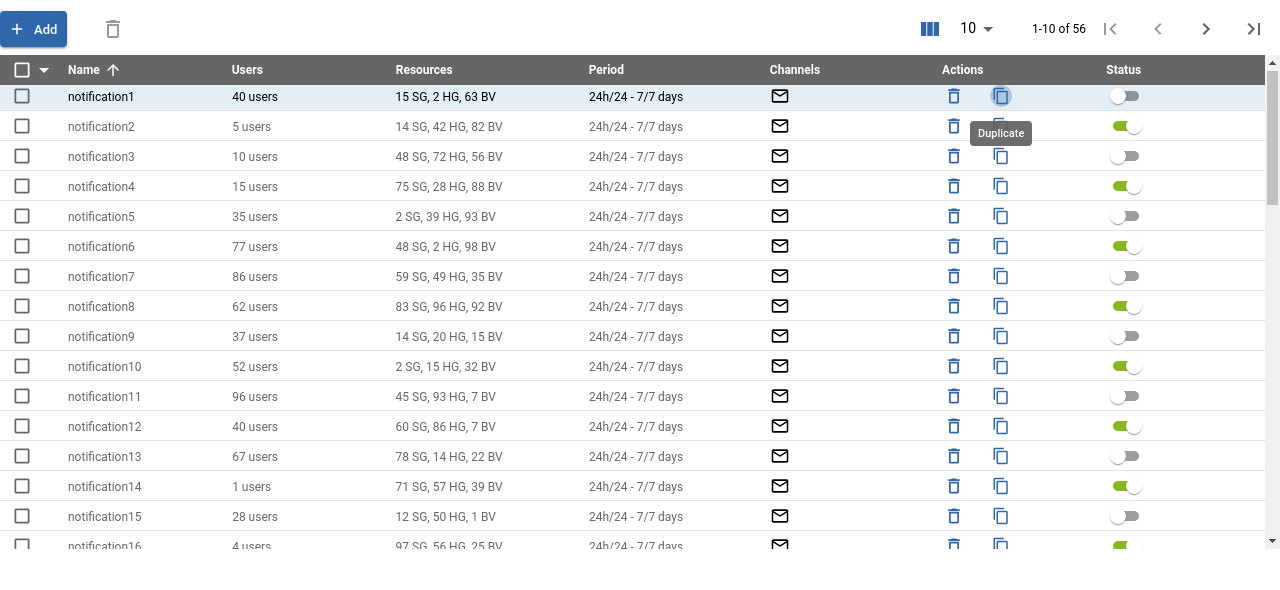 Add 10 1-10 of 56
Name Users Resources Period Channels Actions Status
notification1 40 users 15 SG, 2 HG, 63 BV 24h/24 - 7/7 days
notification2 5 users 14 SG, 42 HG, 82 BV 24h/24 - 7/7 days
Duplicate
notification3 10 users 48 SG, 72 HG, 56 BV 24h/24 - 7/7 days
notification4 15 users 75 SG, 28 HG, 88 BV 24h/24 - 7/7 days
notification5 35 users 2 SG, 39 HG, 93 BV 24h/24 - 7/7 days
notification6 77 users 48 SG, 2 HG, 98 BV 24h/24 - 7/7 days
notification7 86 users 59 SG, 49 HG, 35 BV 24h/24 - 7/7 days
notification8 62 users 83 SG, 96 HG, 92 BV 24h/24 - 7/7 days
notification9 37 users 14 SG, 20 HG, 15 BV 24h/24 - 7/7 days
notification10 52 users 2 SG, 15 HG, 32 BV 24h/24 - 7/7 days
notification11 96 users 45 SG, 93 HG, 7 BV 24h/24 - 7/7 days
notification12 40 users 60 SG, 86 HG, 7 BV 24h/24 - 7/7 days
notification13 67 users 78 SG, 14 HG, 22 BV 24h/24 - 7/7 days
notification14 1 users 71 SG, 57 HG, 39 BV 24h/24 - 7/7 days
notification15 28 users 12 SG, 50 HG, 1 BV 24h/24 - 7/7 days
notification16 4 users 97 SG, 56 HG, 25 BV 24h/24 - 7/7 days